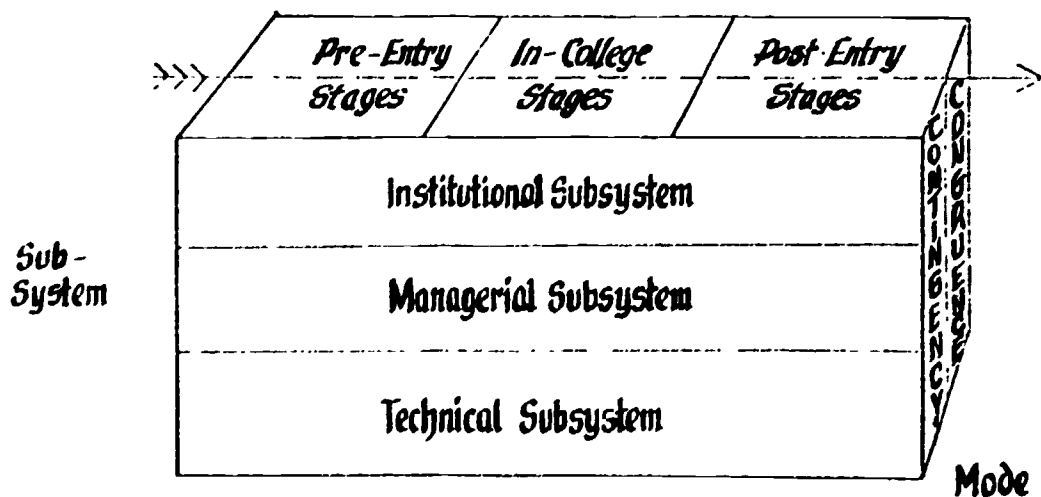 Pre-Entry
Stages
In-College
Stages
Post-Entry
Stages
Institutional Subsystem
Sub-
System
Managerial Subsystem
Technical Subsystem
CONTINGENCY
CONGRUENCE
Mode